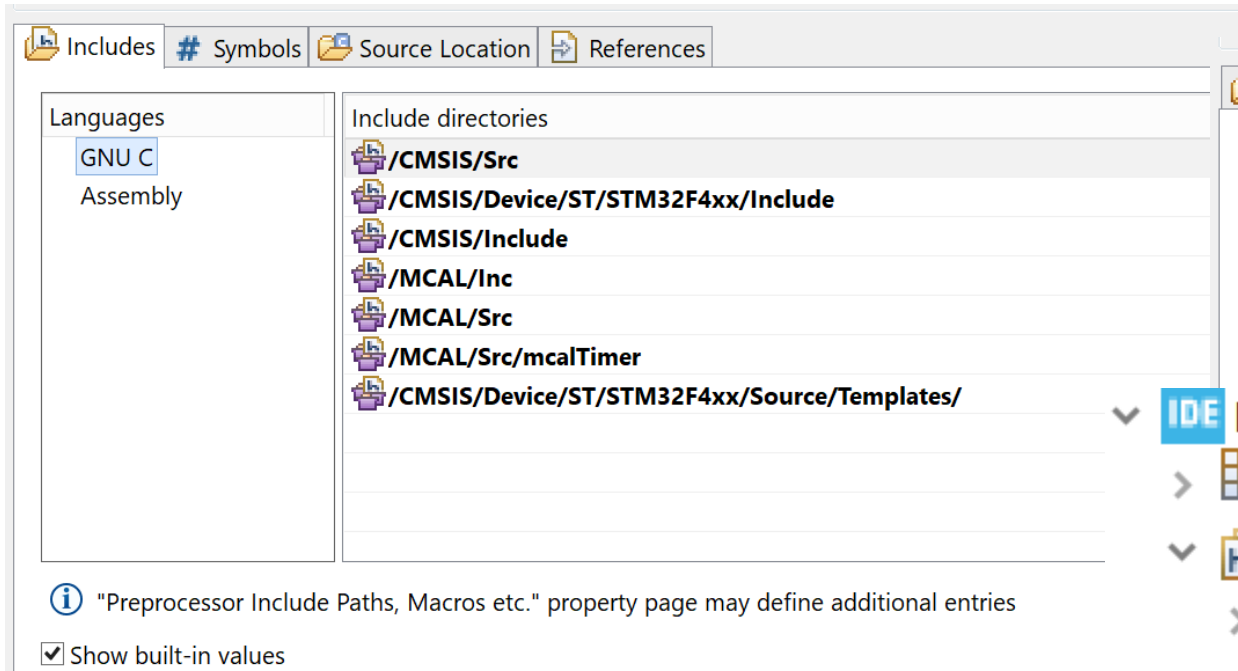 Includes # Symbols Source Location References
Languages
GNU C
Assembly
Include directories
/CMSIS/Src
/CMSIS/Device/ST/STM32F4xx/Include
/CMSIS/Include
/MCAL/Inc
/MCAL/Src
/MCAL/Src/mcalTimer
/CMSIS/Device/ST/STM32F4xx/Source/Templates/
IDE
"Preprocessor Include Paths, Macros etc." property page may define additional entries
Show built-in values